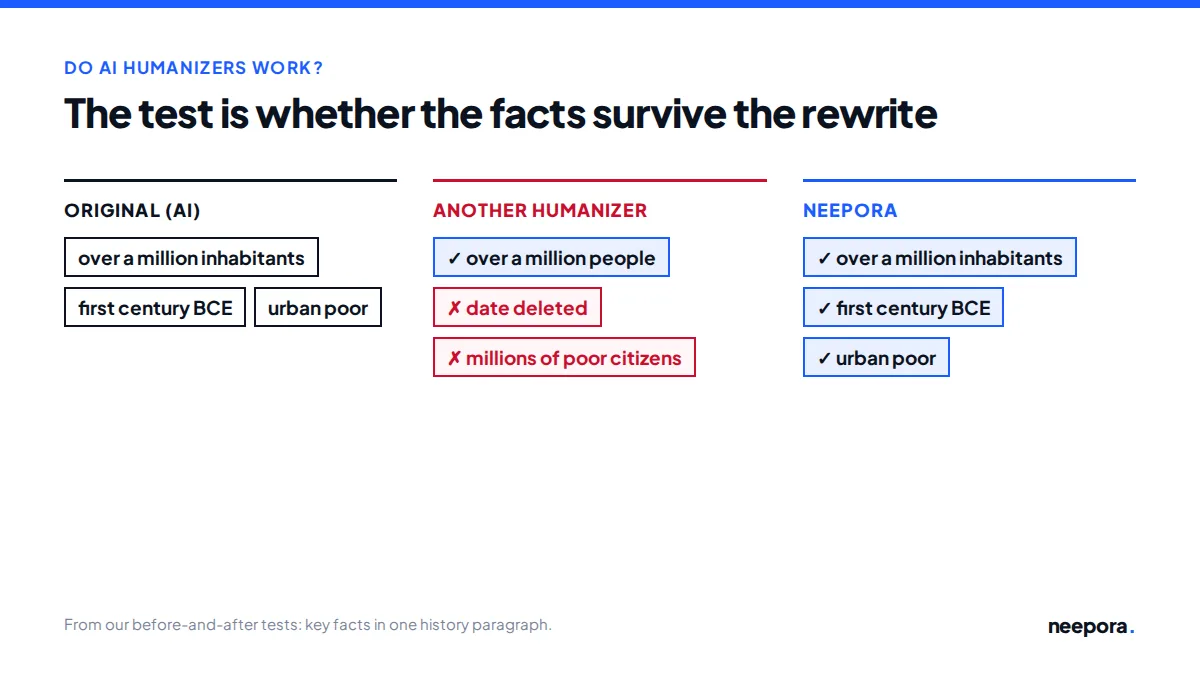 DO AI HUMANIZERS WORK?
The test is whether the facts survive the rewrite
ORIGINAL (AI)
over a million inhabitants
first century BCE
urban poor
ANOTHER HUMANIZER
✓ over a million people
✗ date deleted
✗ millions of poor citizens
NEEPORA
✓ over a million inhabitants
✓ first century BCE
✓ urban poor
From our before-and-after tests: key facts in one history paragraph.
neepora.